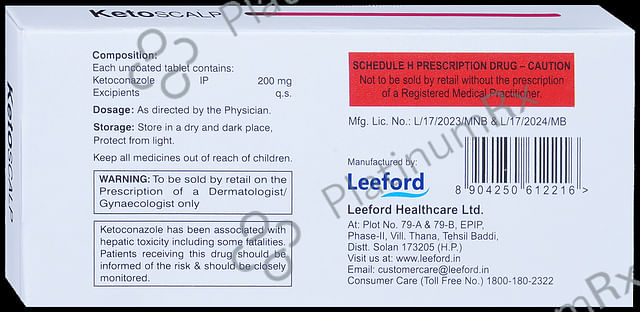 KetoSCALP
KetoSCALP
Composition:
Each uncoated tablet contains:
Ketoconazole IP 200 mg
Excipients q.s.
Dosage: As directed by the Physician.
Storage: Store in a dry and dark place,
Protect from light.
Keep all medicines out of reach of children.
WARNING: To be sold by retail on the
Prescription of a Dermatologist/
Gynaecologist only
Ketoconazole has been associated with
hepatic toxicity including some fatalities.
Patients receiving this drug should be
informed of the risk & should be closely
monitored.
SCHEDULE H PRESCRIPTION DRUG – CAUTION
Not to be sold by retail without the prescription
of a Registered Medical Practitioner.
Mfg. Lic. No.: L/17/2023/MNB & L/17/2024/MB
Manufactured by:
Leeford
8 904250 612216 >
Leeford Healthcare Ltd.
At: Plot No. 79-A & 79-B, EPIP,
Phase-II, Vill. Thana, Tehsil Baddi,
Distt. Solan 173205 (H.P.)
Visit us at: www.leeford.in
Email: customercare@leeford.in
Consumer Care (Toll Free No.) 1800-180-2322
PlatinumRx
PlatinumRx
PlatinumRx